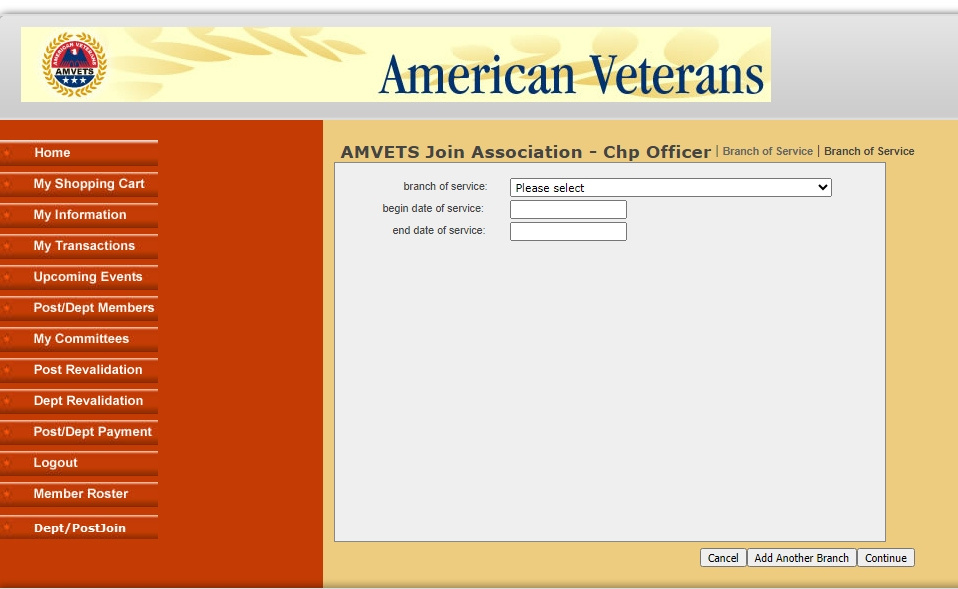 AMERICAN VETERANS
AMVETS
American Veterans
Home
My Shopping Cart
My Information
My Transactions
Upcoming Events
Post/Dept Members
My Committees
Post Revalidation
Dept Revalidation
Post/Dept Payment
Logout
Member Roster
Dept/PostJoin
AMVETS Join Association - Chp Officer | Branch of Service | Branch of Service
branch of service: Please select
begin date of service:
end date of service:
Cancel Add Another Branch Continue